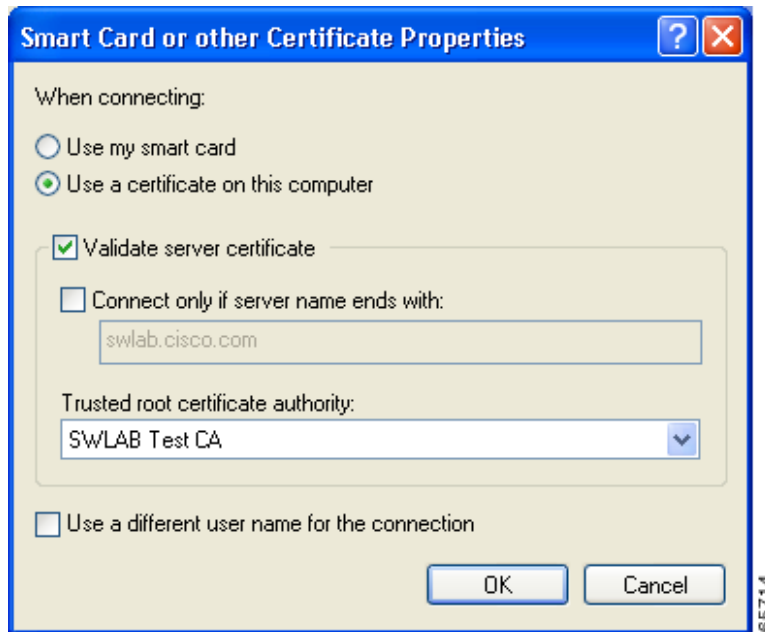 Smart Card or other Certificate Properties
When connecting:
Use my smart card
Use a certificate on this computer
Validate server certificate
Connect only if server name ends with:
swlab.cisco.com
Trusted root certificate authority:
SWLAB Test CA
Use a different user name for the connection
OK
Cancel
65714